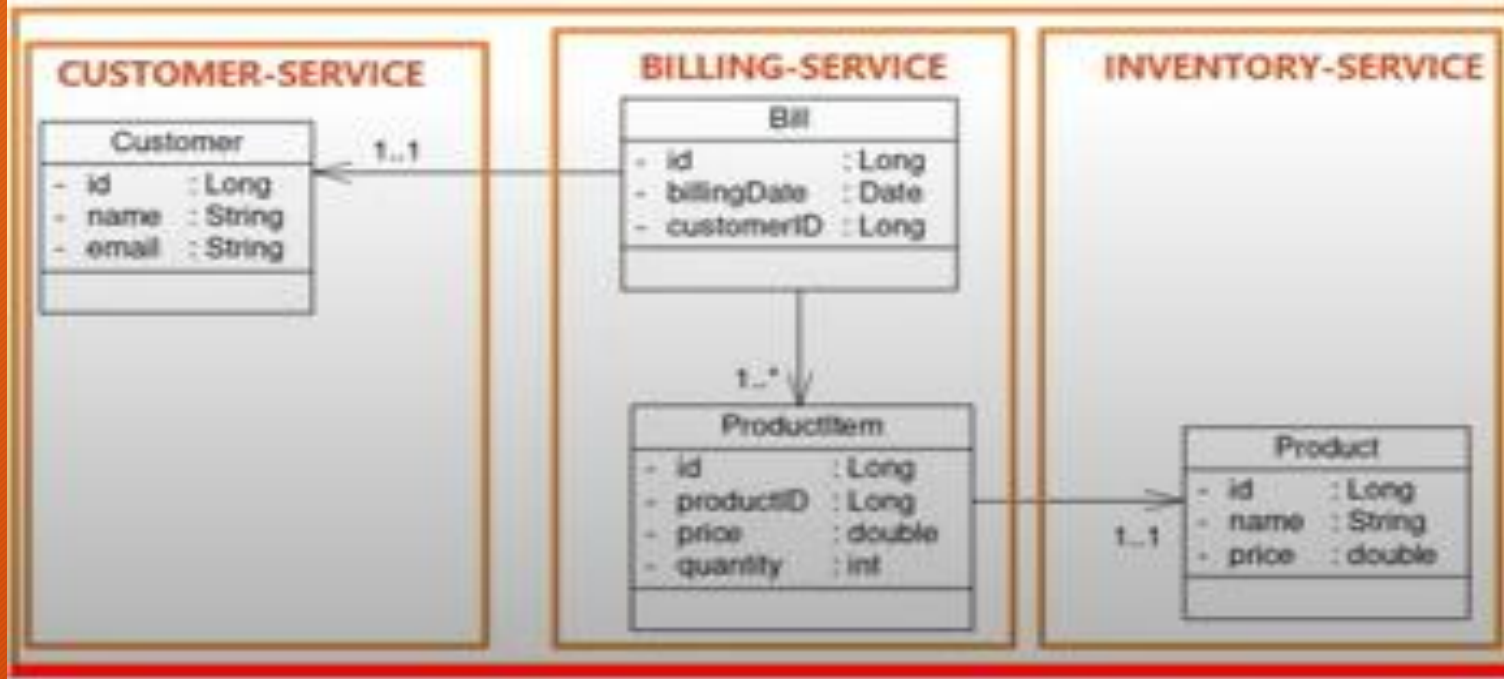 CUSTOMER-SERVICE
Customer
- id : Long
- name : String
- email : String
1..1
BILLING-SERVICE
Bill
- id : Long
- billingDate : Date
- customerID : Long
1..*
ProductItem
- id : Long
- productID : Long
- price : double
- quantity : int
INVENTORY-SERVICE
1..1
Product
- id : Long
- name : String
- price : double